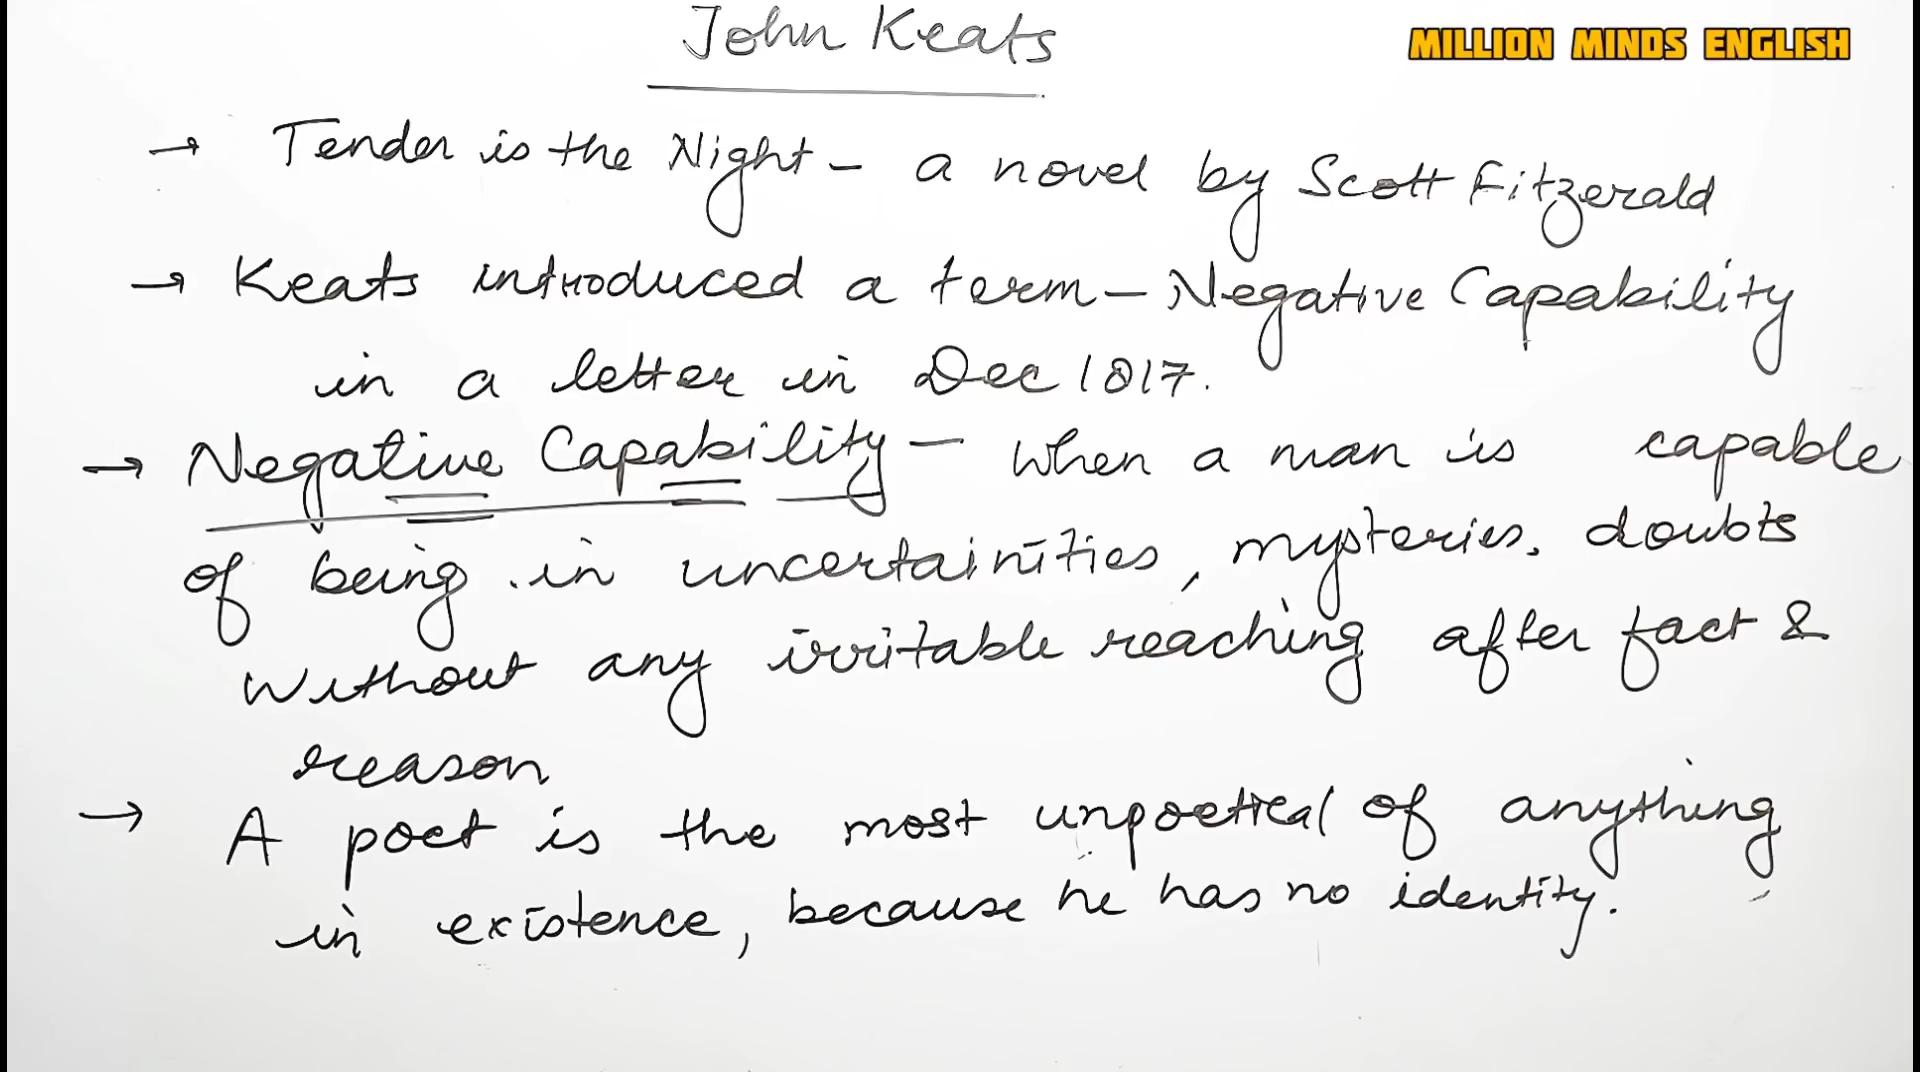 John Keats
MILLION MINDS ENGLISH
→ Tender is the Night - a novel by Scott Fitzerald
→ Keats introduced a term - Negative Capability
in a letter in Dec 1817.
→ Negative Capability - When a man is capable
of being in uncertainities, mysteries, doubts
without any irritable reaching after fact &
reason
→ A poet is the most unpoetical of anything
in existence, because he has no identity.